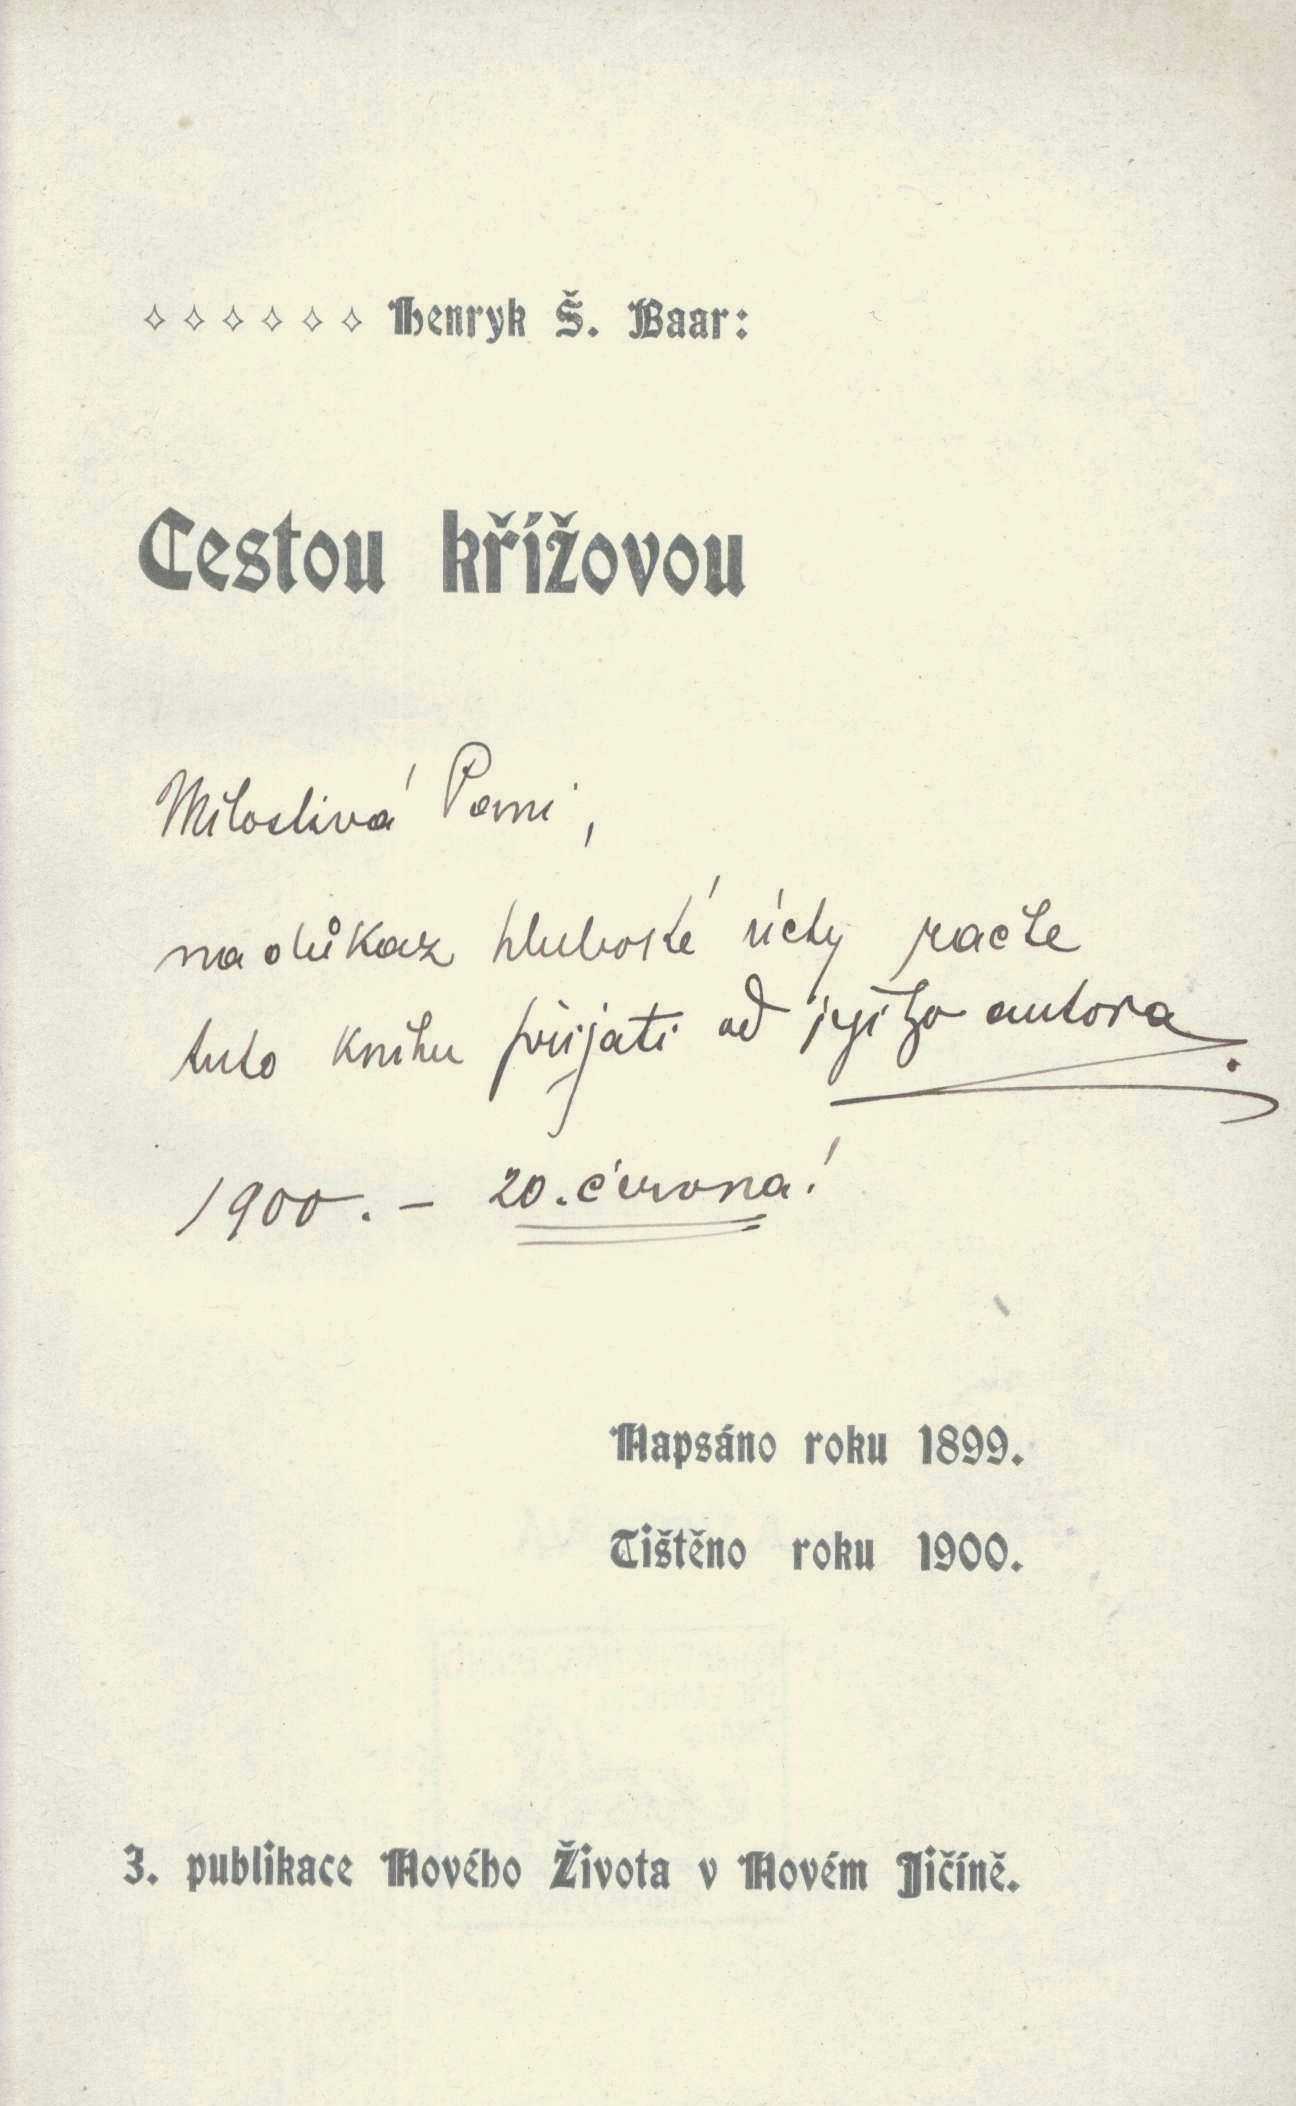 Henryk Š. Baar:
Cestou křížovou
Milostivá Paní,
na důkaz hluboké úcty račte
tuto knihu přijati od jejího autora.
1900. – 20. června!
Napsáno roku 1899.
Tištěno roku 1900.
3. publikace Nového Života v Novém Jičíně.